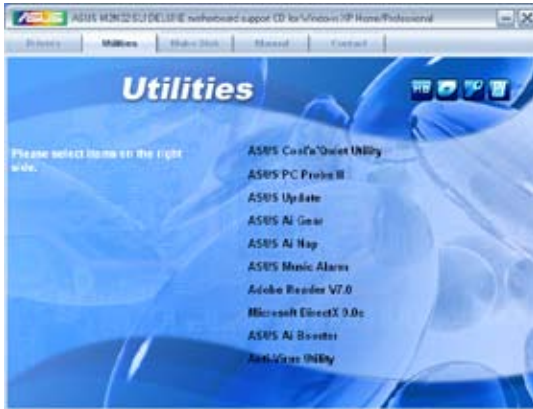 ASUS M2N32-SLI DELUXE motherboard support CD for Windows XP Home/Professional
Drivers
Utilities
Make Disk
Manual
Contact
Utilities
Please select items on the right
side.
ASUS Cool'n'Quiet Utility
ASUS PC Probe II
ASUS Update
ASUS Ai Gear
ASUS Ai Nap
ASUS Music Alarm
Adobe Reader V7.0
Microsoft DirectX 9.0c
ASUS Ai Booster
Anti-Virus Utility